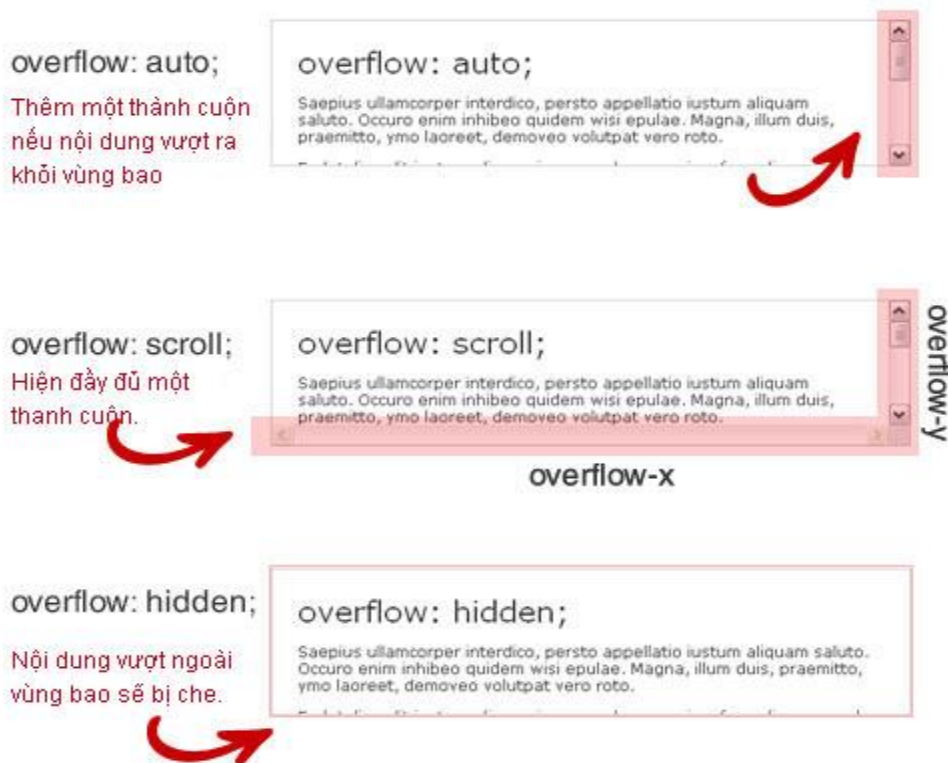 overflow: auto;
Thêm một thành cuộn
nếu nội dung vượt ra
khỏi vùng bao
overflow: auto;
Saepius ullamcorper interdico, persto appellatio iustum aliquam
saluto. Occuro enim inhibeo quidem wisi epulae. Magna, illum duis,
praemitto, ymo laoreet, demoveo volutpat vero roto.
overflow: scroll;
Hiện đầy đủ một
thanh cuộn.
overflow: scroll;
Saepius ullamcorper interdico, persto appellatio iustum aliquam
saluto. Occuro enim inhibeo quidem wisi epulae. Magna, illum duis,
praemitto, ymo laoreet, demoveo volutpat vero roto.
overflow-y
overflow-x
overflow: hidden;
Nội dung vượt ngoài
vùng bao sẽ bị che.
overflow: hidden;
Saepius ullamcorper interdico, persto appellatio iustum aliquam saluto.
Occuro enim inhibeo quidem wisi epulae. Magna, illum duis, praemitto,
ymo laoreet, demoveo volutpat vero roto.